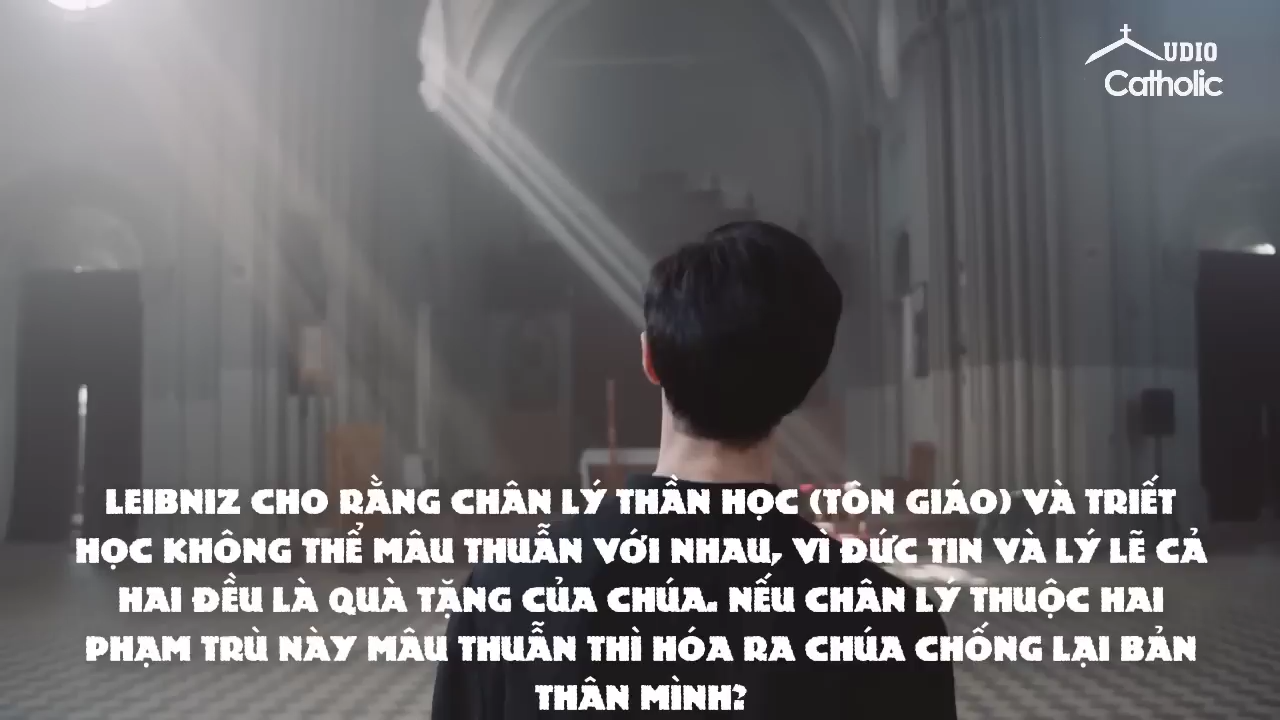 UDIO
Catholic
LEIBNIZ CHO RẰNG CHÂN LÝ THẦN HỌC (TÔN GIÁO) VÀ TRIẾT
HỌC KHÔNG THỂ MÂU THUẪN VỚI NHAU, VÌ ĐỨC TIN VÀ LÝ LẼ CẢ
HAI ĐỀU LÀ QUÀ TẶNG CỦA CHÚA. NẾU CHÂN LÝ THUỘC HAI
PHẠM TRÙ NÀY MÂU THUẪN THÌ HÓA RA CHÚA CHỐNG LẠI BẢN
THÂN MÌNH?